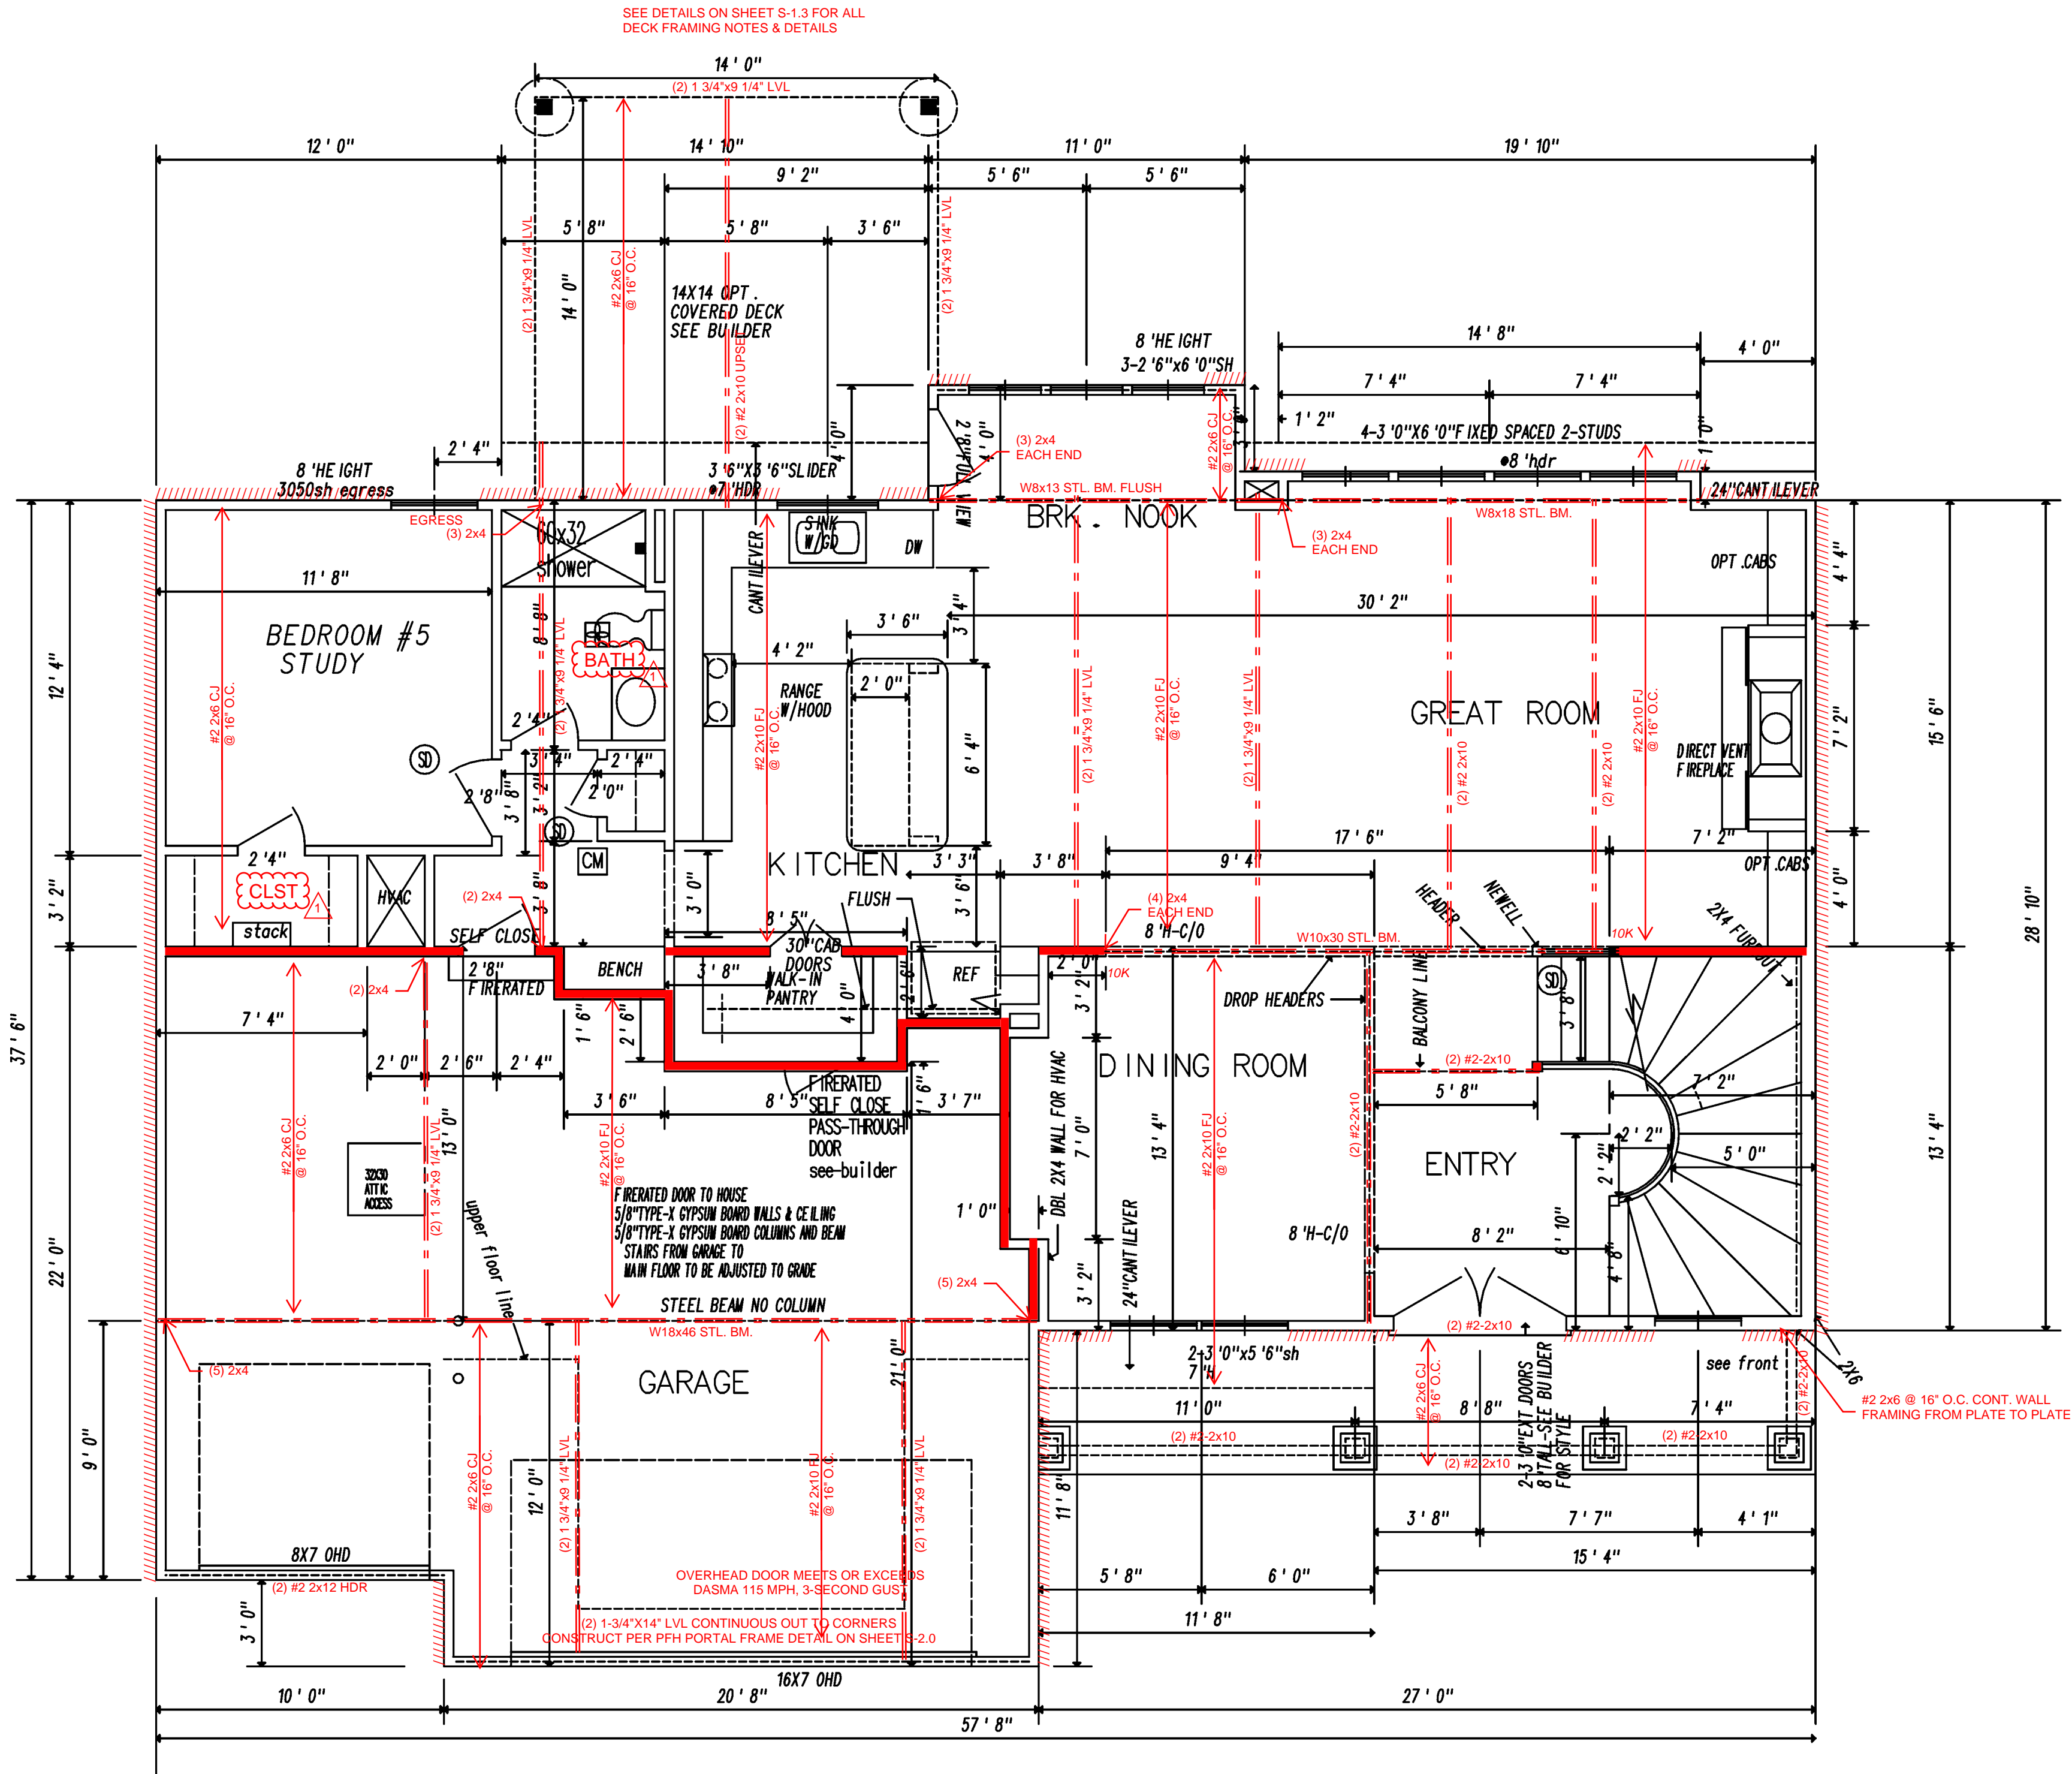 SEE DETAILS ON SHEET S-1.3 FOR ALL
DECK FRAMING NOTES & DETAILS
14'0"
(2) 1 3/4"x9 1/4" LVL
12'0"
14'10"
11'0"
19'10"
9'2"
5'6"
5'6"
5'8"
5'8"
3'6"
(2) 1 3/4"x9 1/4" LVL
14'0"
#2 2x6 CJ
@ 16" O.C.
(2) 1 3/4"x9 1/4" LVL
14X14 OPT.
COVERED DECK
SEE BUILDER
(2) #2 2x10 UPSET
8'HEIGHT
3-2'6"x6'0"SH
14'8"
4'0"
7'4"
7'4"
1'2"
4-3'0"X6'0"FIXED SPACED 2-STUDS
@8'hdr
1'0"
2'4"
8'HEIGHT
3050sh egress
3'6"X3'6"SLIDER
@7'HDR
4'0"
4'0"
(3) 2x4
EACH END
#2 2x6 CJ
@ 16" O.C.
W8x13 STL. BM. FLUSH
24"CANTILEVER
W8x18 STL. BM.
EGRESS
(3) 2x4
60x32
shower
SINK
W/GD
DW
BRK. NOOK
(3) 2x4
EACH END
OPT.CABS
4'4"
11'8"
CANTILEVER
3'4"
30'2"
BEDROOM #5
STUDY
8'8"
(2) 1 3/4"x9 1/4" LVL
BATH
1
3'6"
4'2"
2'0"
RANGE
W/HOOD
12'4"
#2 2x6 CJ
@ 16" O.C.
#2 2x10 FJ
@ 16" O.C.
6'4"
(2) 1 3/4"x9 1/4" LVL
#2 2x10 FJ
@ 16" O.C.
(2) 1 3/4"x9 1/4" LVL
GREAT ROOM
(2) #2 2x10
(2) #2 2x10
#2 2x10 FJ
@ 16" O.C.
DIRECT VENT
FIREPLACE
7'2"
15'6"
SD
2'4"
3'4"
2'4"
2'8"
3'8"
3'2"
2'0"
SD
CM
KITCHEN
3'3"
3'8"
17'6"
7'2"
9'4"
OPT.CABS
4'0"
28'10"
3'2"
2'4"
CLST
1
HVAC
stack
(2) 2x4
3'8"
SELF CLOSE
3'0"
FLUSH
3'6"
8'5"
30"CAB
DOORS
(4) 2x4
EACH END
8'H-C/O
HEADER
NEWELL
W10x30 STL. BM.
10K
2X4 FURROUT
2'8"
FIRERATED
(2) 2x4
BENCH
3'8"
WALK-IN
PANTRY
4'0"
2'6"
REF
2'0"
10K
3'2"
DROP HEADERS
BALCONY LINE
SD
3'8"
37'6"
7'4"
2'0"
2'6"
2'4"
1'6"
2'6"
DINING ROOM
(2) #2-2x10
5'8"
7'2"
3'6"
8'5"
3'7"
1'6"
FIRERATED
SELF CLOSE
PASS-THROUGH
DOOR
see-builder
#2 2x6 CJ
@ 16" O.C.
(2) 1 3/4"x9 1/4" LVL
13'0"
#2 2x10 FJ
@ 16" O.C.
DBL 2X4 WALL FOR HVAC
7'0"
13'4"
#2 2x10 FJ
@ 16" O.C.
(2) #2-2x10
ENTRY
2'2"
2'2"
5'0"
13'4"
32X30
ATTIC
ACCESS
FIRERATED DOOR TO HOUSE
5/8"TYPE-X GYPSUM BOARD WALLS & CEILING
5/8"TYPE-X GYPSUM BOARD COLUMNS AND BEAM
STAIRS FROM GARAGE TO
MAIN FLOOR TO BE ADJUSTED TO GRADE
upper floor line
1'0"
24"CANTILEVER
8'H-C/O
8'2"
6'10"
4'8"
22'0"
3'2"
(5) 2x4
STEEL BEAM NO COLUMN
W18x46 STL. BM.
(2) #2-2x10
(5) 2x4
GARAGE
21'0"
2-3'0"x5'6"sh
7'H
#2 2x6 CJ
@ 16" O.C.
2-3'0"EXT DOORS
8'TALL-SEE BUILDER
FOR STYLE
see front
(2) #2-2x10
2X6
#2 2x6 @ 16" O.C. CONT. WALL
FRAMING FROM PLATE TO PLATE
9'0"
11'0"
8'8"
7'4"
(2) #2-2x10
(2) #2-2x10
(2) #2-2x10
#2 2x6 CJ
@ 16" O.C.
12'0"
(2) 1 3/4"x9 1/4" LVL
#2 2x10 FJ
@ 16" O.C.
(2) 1 3/4"x9 1/4" LVL
11'8"
3'8"
7'7"
4'1"
8X7 OHD
(2) #2 2x12 HDR
OVERHEAD DOOR MEETS OR EXCEEDS
DASMA 115 MPH, 3-SECOND GUST
5'8"
6'0"
15'4"
3'0"
(2) 1-3/4"X14" LVL CONTINUOUS OUT TO CORNERS
CONSTRUCT PER PFH PORTAL FRAME DETAIL ON SHEET S-2.0
11'8"
16X7 OHD
10'0"
20'8"
27'0"
57'8"